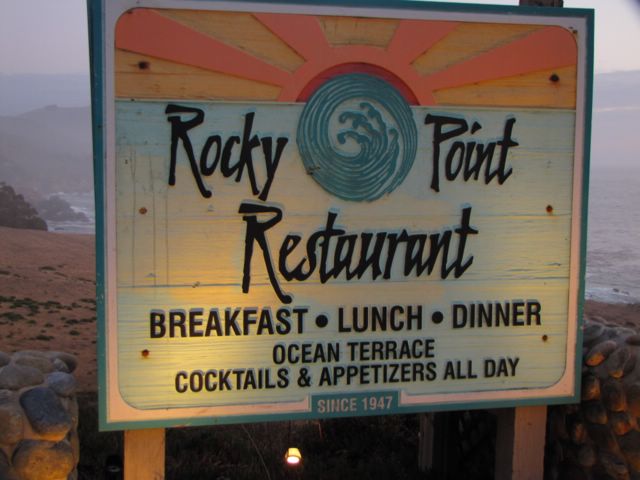 Rocky Point
Restaurant
BREAKFAST • LUNCH • DINNER
OCEAN TERRACE
COCKTAILS & APPETIZERS ALL DAY
SINCE 1947